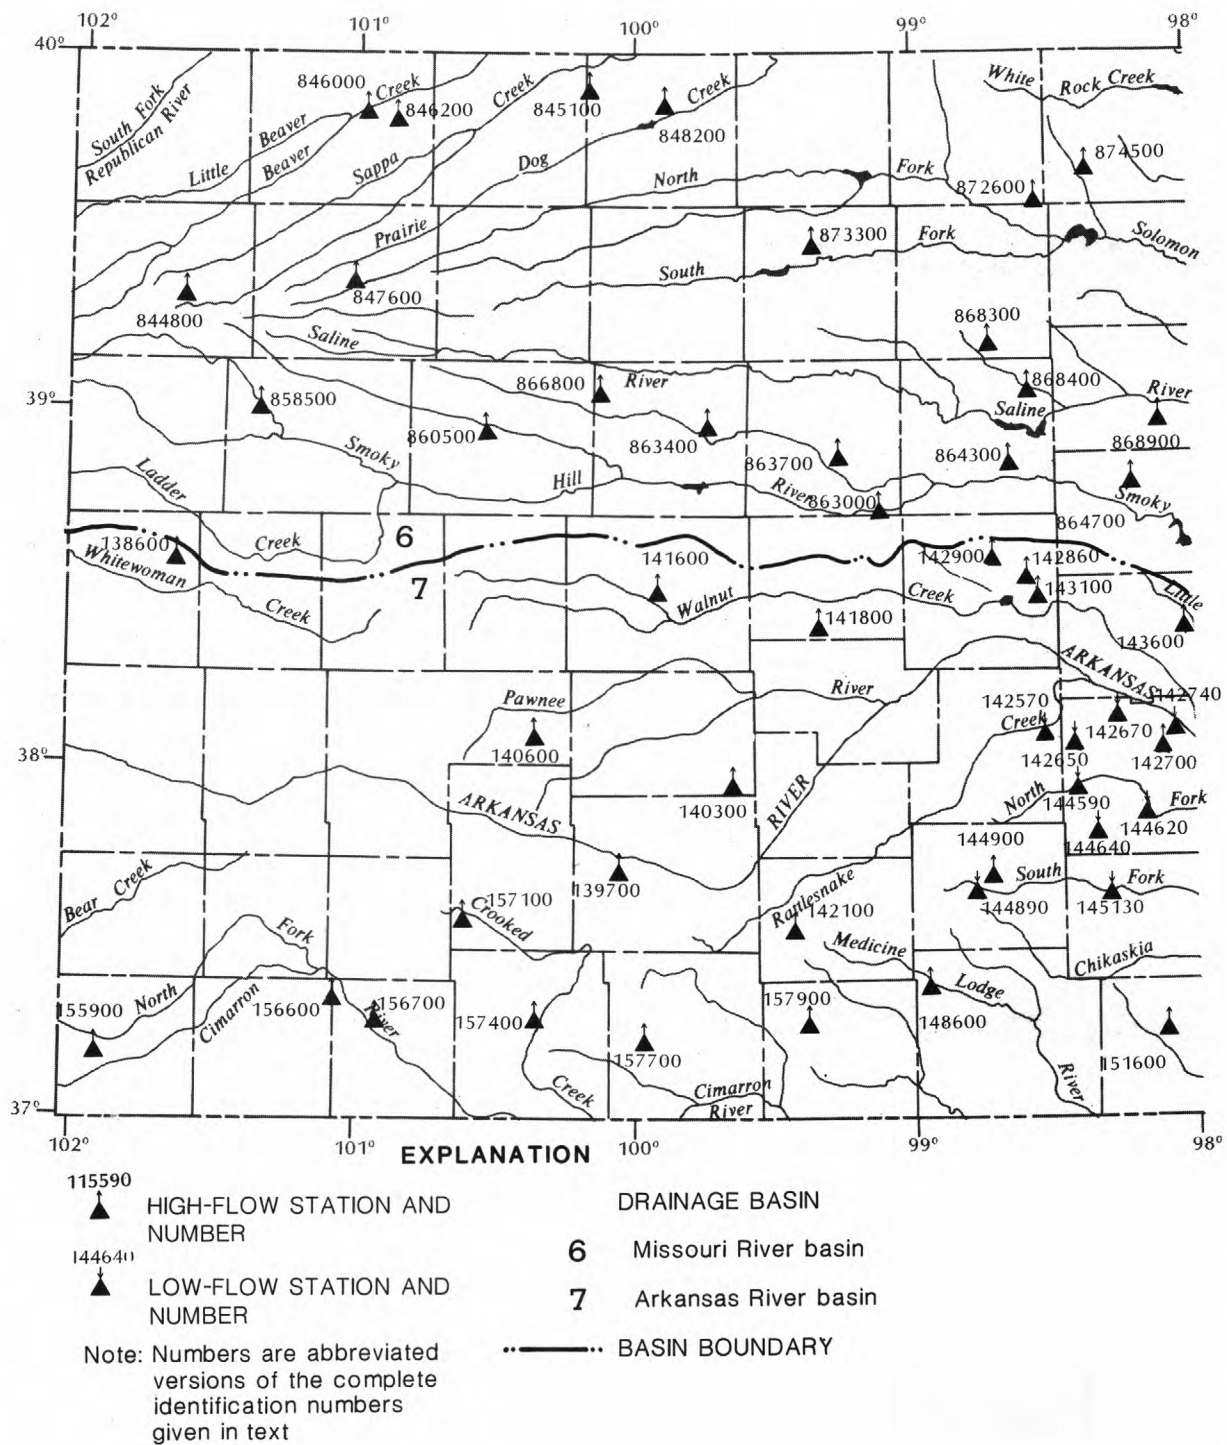 102°
101°
100°
99°
98°
40°
846000
Creek
846200
Creek
845100
Creek
848200
White
Rock Creek
South Fork
Republican River
Little
Beaver
Beaver
Sappa
Dog
North
Fork
874500
872600
Prairie
873300
Fork
Solomon
South
844800
847600
868300
Saline
39°
866800
River
868400
River
858500
Saline
860500
863400
868900
863700
864300
Smoky
Ladder
Hill
River
863000
Smoky
864700
138600
Creek
6
7
141600
142900
142860
Whitewoman
143100
Little
Creek
Walnut
Creek
141800
143600
ARKANSAS
Pawnee
River
142570
142740
Creek
142670
38°
140600
142650
142700
ARKANSAS
140300
RIVER
North
144590
Fork
144620
144900
144640
139700
South
Fork
Bear Creek
157100
Crooked
Rattlesnake
142100
144890
145130
Fork
Medicine
Chikaskia
155900
North
Cimarron
156600
156700
River
157400
157900
Lodge
148600
157700
151600
Creek
Cimarron
River
River
37°
102°
101°
100°
99°
98°
EXPLANATION
115590
HIGH-FLOW STATION AND
NUMBER
144640
LOW-FLOW STATION AND
NUMBER
Note: Numbers are abbreviated
versions of the complete
identification numbers
given in text
DRAINAGE BASIN
6 Missouri River basin
7 Arkansas River basin
BASIN BOUNDARY